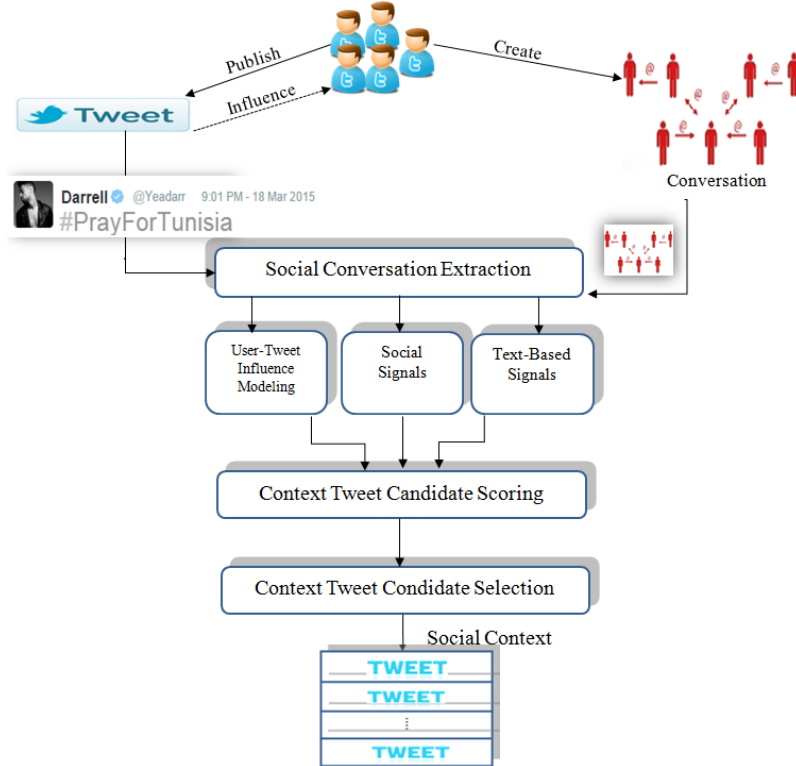 Publish
Create
Influence
Tweet
Conversation
Darrell @Yeadarr 9:01 PM - 18 Mar 2015
#PrayForTunisia
Social Conversation Extraction
User-Tweet
Influence
Modeling
Social
Signals
Text-Based
Signals
Context Tweet Candidate Scoring
Context Tweet Condidate Selection
Social Context
TWEET
TWEET
TWEET